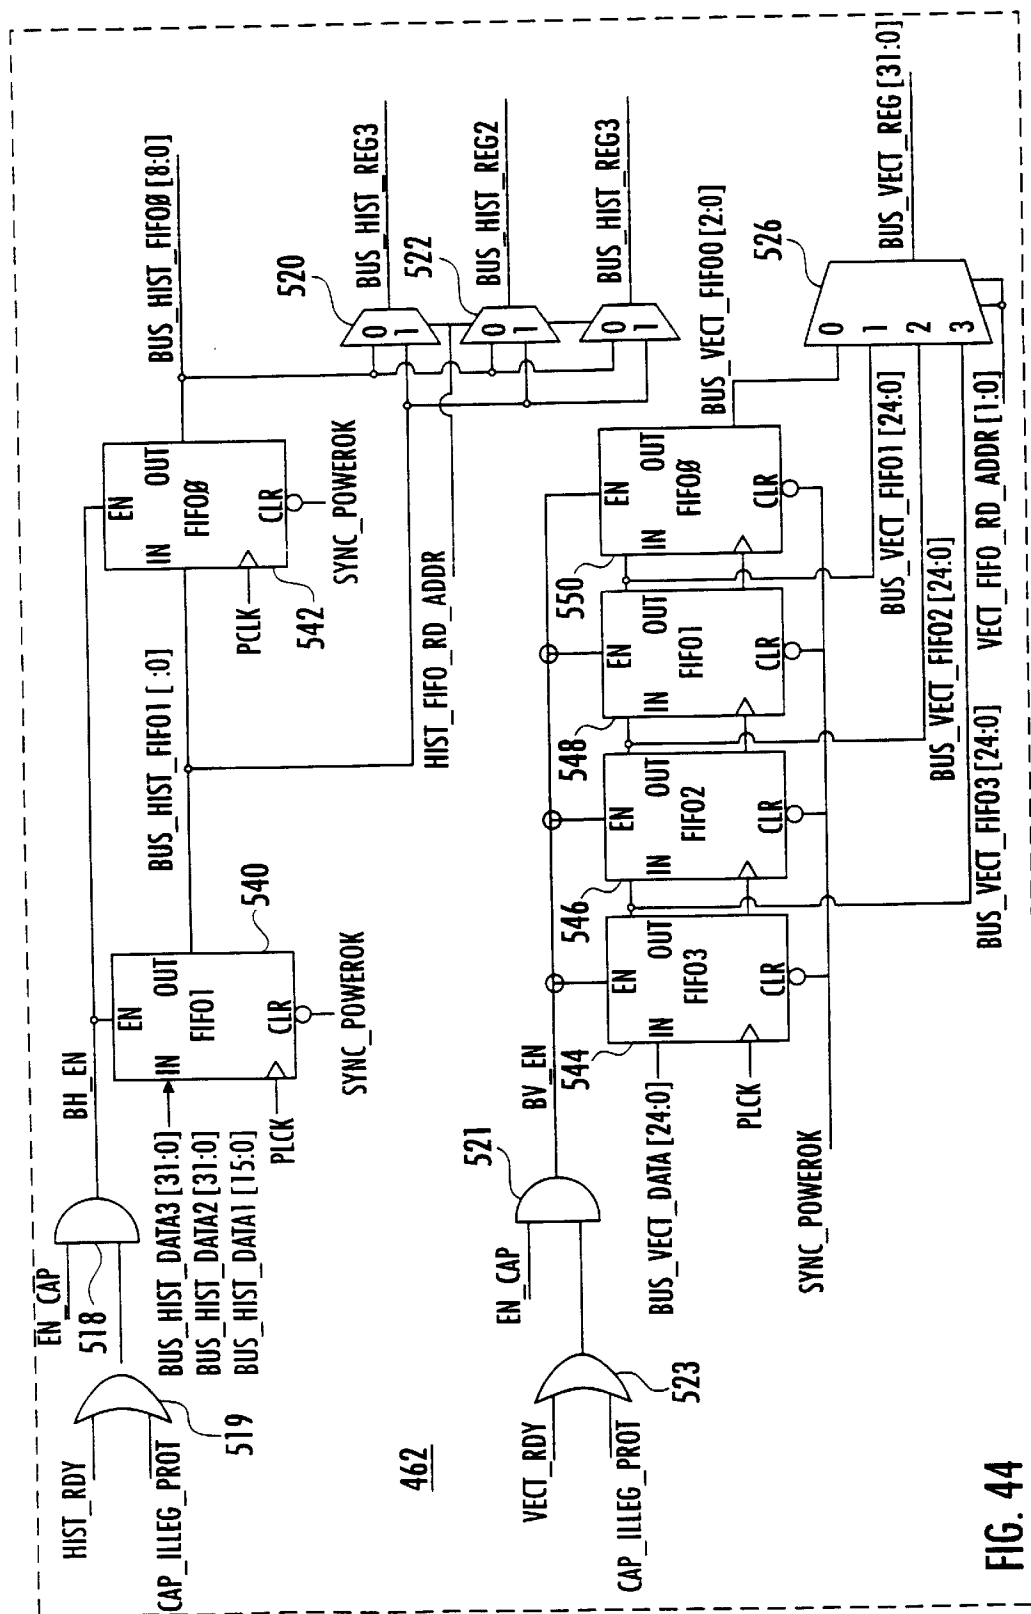 HIST_RDY
CAP_ILLEG_PROT
519
EN_CAP
518
BH_EN
BUS_HIST_DATA3 [31:0]
BUS_HIST_DATA2 [31:0]
BUS_HIST_DATA1 [15:0]
PLCK
EN
IN
OUT
FIFO1
CLR
540
SYNC_POWEROK
BUS_HIST_FIFO1 [ :0]
EN
IN
OUT
FIFOØ
CLR
PCLK
542
SYNC_POWEROK
HIST_FIFO_RD_ADDR
BUS_HIST_FIFOØ [8:0]
520
0
1
BUS_HIST_REG3
522
0
1
BUS_HIST_REG2
0
1
BUS_HIST_REG3
462
VECT_RDY
CAP_ILLEG_PROT
523
EN_CAP
521
BV_EN
BUS_VECT_DATA [24:0]
PLCK
SYNC_POWEROK
544
EN
IN
OUT
FIFO3
CLR
546
EN
IN
OUT
FIFO2
CLR
548
EN
IN
OUT
FIFO1
CLR
550
EN
IN
OUT
FIFOØ
CLR
BUS_VECT_FIFO0 [2:0]
BUS_VECT_FIFO1 [24:0]
BUS_VECT_FIFO2 [24:0]
BUS_VECT_FIFO3 [24:0]
VECT_FIFO_RD_ADDR [1:0]
526
0
1
2
3
BUS_VECT_REG [31:0]
FIG. 44